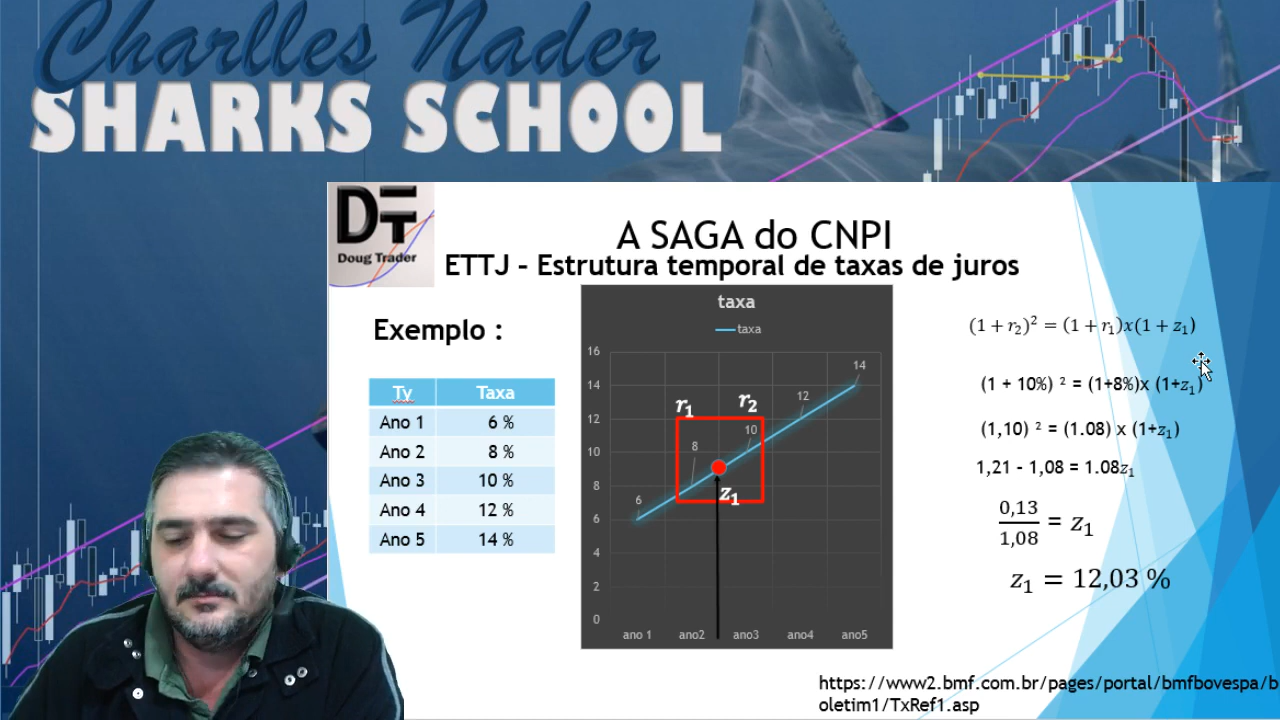 Charlles Nader
SHARKS SCHOOL
DT
Doug Trader
A SAGA do CNPI
ETTJ – Estrutura temporal de taxas de juros
Exemplo :
Ty Taxa
Ano 1 6 %
Ano 2 8 %
Ano 3 10 %
Ano 4 12 %
Ano 5 14 %
taxa
taxa
16
14
12
10
8
6
4
2
0
6
8
10
12
14
r₁
r₂
z₁
ano 1 ano2 ano3 ano4 ano5
(1 + r₂)² = (1 + r₁)x(1 + z₁)
(1 + 10%) ² = (1+8%)x (1+z₁)
(1,10) ² = (1.08) x (1+z₁)
1,21 - 1,08 = 1.08z₁
0,13
1,08
= z₁
z₁ = 12,03 %
https://www2.bmf.com.br/pages/portal/bmfbovespa/b
oletim1/TxRef1.asp